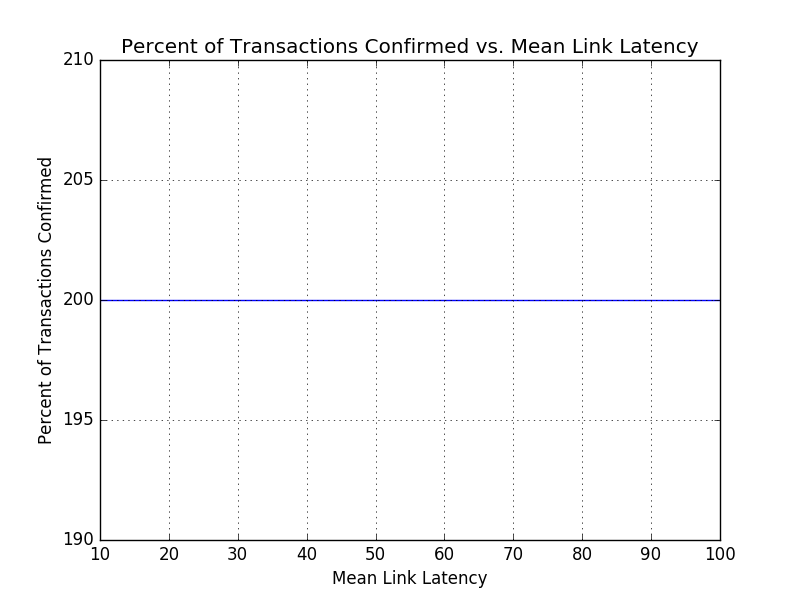 Percent of Transactions Confirmed vs. Mean Link Latency
210
205
200
195
190
Percent of Transactions Confirmed
10 20 30 40 50 60 70 80 90 100
Mean Link Latency